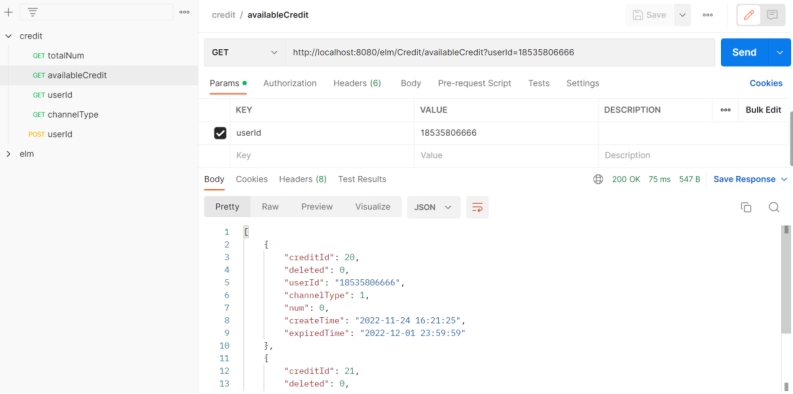 credit / availableCredit
Save
credit
GET totalNum
GET availableCredit
GET userId
GET channelType
POST userId
elm
GET http://localhost:8080/elm/Credit/availableCredit?userId=18535806666 Send
Params Authorization Headers (6) Body Pre-request Script Tests Settings Cookies
KEY VALUE DESCRIPTION Bulk Edit
userId 18535806666
Key Value Description
Body Cookies Headers (8) Test Results 200 OK 75 ms 547 B Save Response
Pretty Raw Preview Visualize JSON
1 [
2 {
3 "creditId": 20,
4 "deleted": 0,
5 "userId": "18535806666",
6 "channelType": 1,
7 "num": 0,
8 "createTime": "2022-11-24 16:21:25",
9 "expiredTime": "2022-12-01 23:59:59"
10 },
11 {
12 "creditId": 21,
13 "deleted": 0,